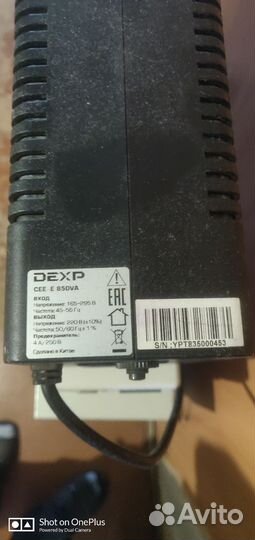 DEXP
CEE-E 850VA
ВХОД
Напряжение: 165-295 В
Частота: 45-56 Гц
ВЫХОД
Напряжение: 220 В (±10%)
Частота: 50/60 Гц ± 1 %
Предохранитель:
4 А / 250 В
Сделано в Китае
EAC
S/N:YPT835000453
Shot on OnePlus
Powered by Dual Camera
Avito